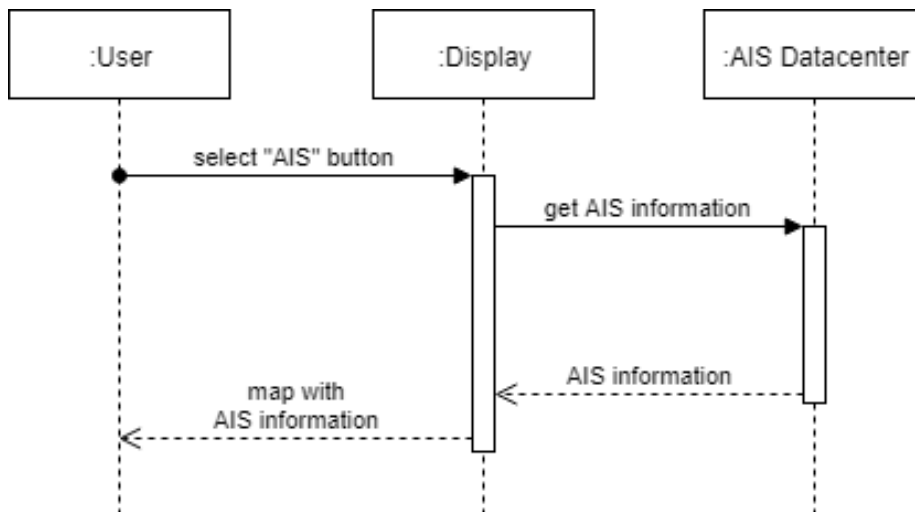 :User
:Display
:AIS Datacenter
select "AIS" button
get AIS information
AIS information
map with
AIS information